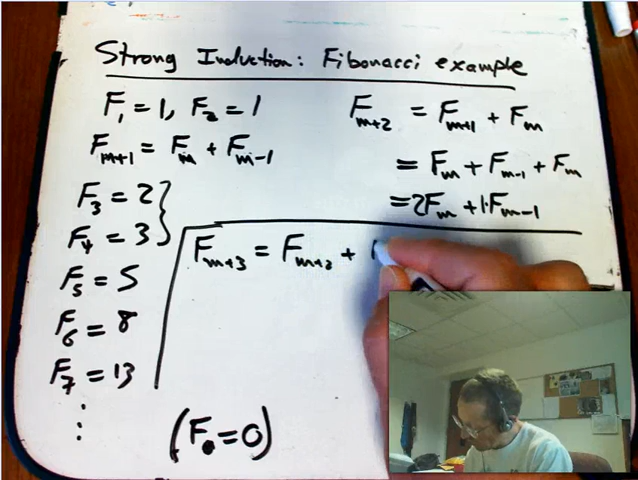 Strong Induction: Fibonacci example
F₁ = 1, F₂ = 1
Fₘ₊₁ = Fₘ + Fₘ₋₁
F₃ = 2
F₄ = 3
F₅ = 5
F₆ = 8
F₇ = 13
⋮
Fₘ₊₂ = Fₘ₊₁ + Fₘ
= Fₘ + Fₘ₋₁ + Fₘ
= 2Fₘ + 1·Fₘ₋₁
Fₘ₊₃ = Fₘ₊₂ +
(F₀ = 0)